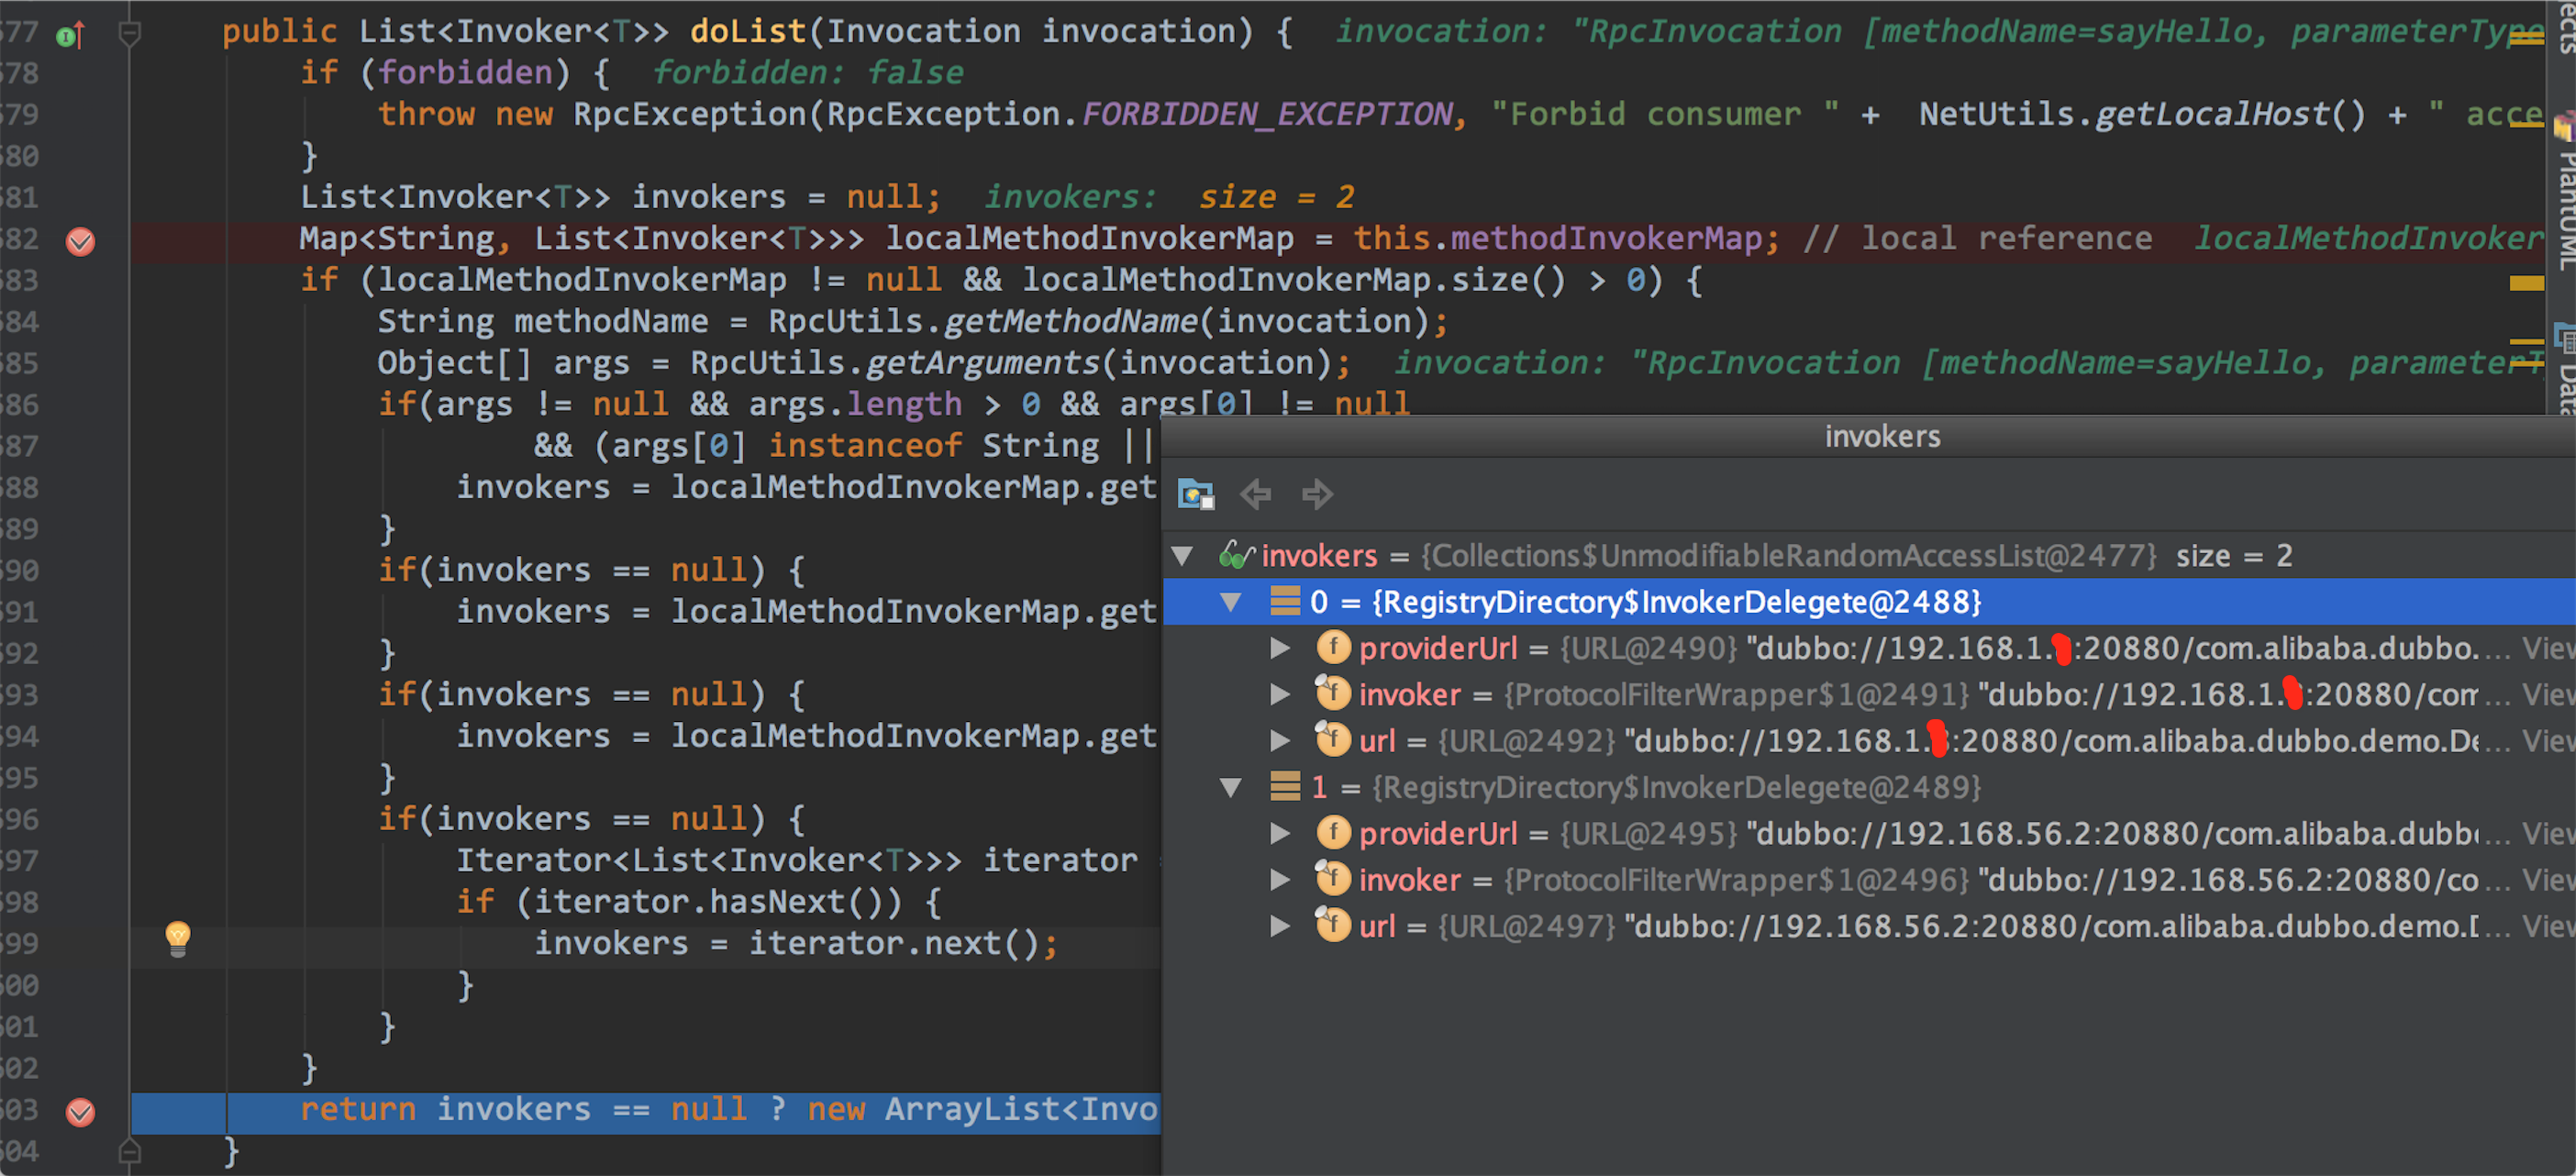 577 public List<Invoker<T>> doList(Invocation invocation) { invocation: "RpcInvocation [methodName=sayHello, parameterType
578 if (forbidden) { forbidden: false
579 throw new RpcException(RpcException.FORBIDDEN_EXCEPTION, "Forbid consumer " + NetUtils.getLocalHost() + " acce
580 }
581 List<Invoker<T>> invokers = null; invokers: size = 2
582 Map<String, List<Invoker<T>>> localMethodInvokerMap = this.methodInvokerMap; // local reference localMethodInvoker
583 if (localMethodInvokerMap != null && localMethodInvokerMap.size() > 0) {
584 String methodName = RpcUtils.getMethodName(invocation);
585 Object[] args = RpcUtils.getArguments(invocation); invocation: "RpcInvocation [methodName=sayHello, parameterT
586 if(args != null && args.length > 0 && args[0] != null
587 && (args[0] instanceof String ||
588 invokers = localMethodInvokerMap.get
589 }
590 if(invokers == null) {
591 invokers = localMethodInvokerMap.get
592 }
593 if(invokers == null) {
594 invokers = localMethodInvokerMap.get
595 }
596 if(invokers == null) {
597 Iterator<List<Invoker<T>>> iterator
598 if (iterator.hasNext()) {
599 invokers = iterator.next();
600 }
601 }
602 }
603 return invokers == null ? new ArrayList<Invo
604 }
invokers
invokers = {Collections$UnmodifiableRandomAccessList@2477} size = 2
0 = {RegistryDirectory$InvokerDelegete@2488}
providerUrl = {URL@2490} "dubbo://192.168.1. :20880/com.alibaba.dubbo.... View
invoker = {ProtocolFilterWrapper$1@2491} "dubbo://192.168.1. :20880/com... View
url = {URL@2492} "dubbo://192.168.1. :20880/com.alibaba.dubbo.demo.De... View
1 = {RegistryDirectory$InvokerDelegete@2489}
providerUrl = {URL@2495} "dubbo://192.168.56.2:20880/com.alibaba.dubb... View
invoker = {ProtocolFilterWrapper$1@2496} "dubbo://192.168.56.2:20880/co... View
url = {URL@2497} "dubbo://192.168.56.2:20880/com.alibaba.dubbo.demo.D... View
ects
PlantUML
Data